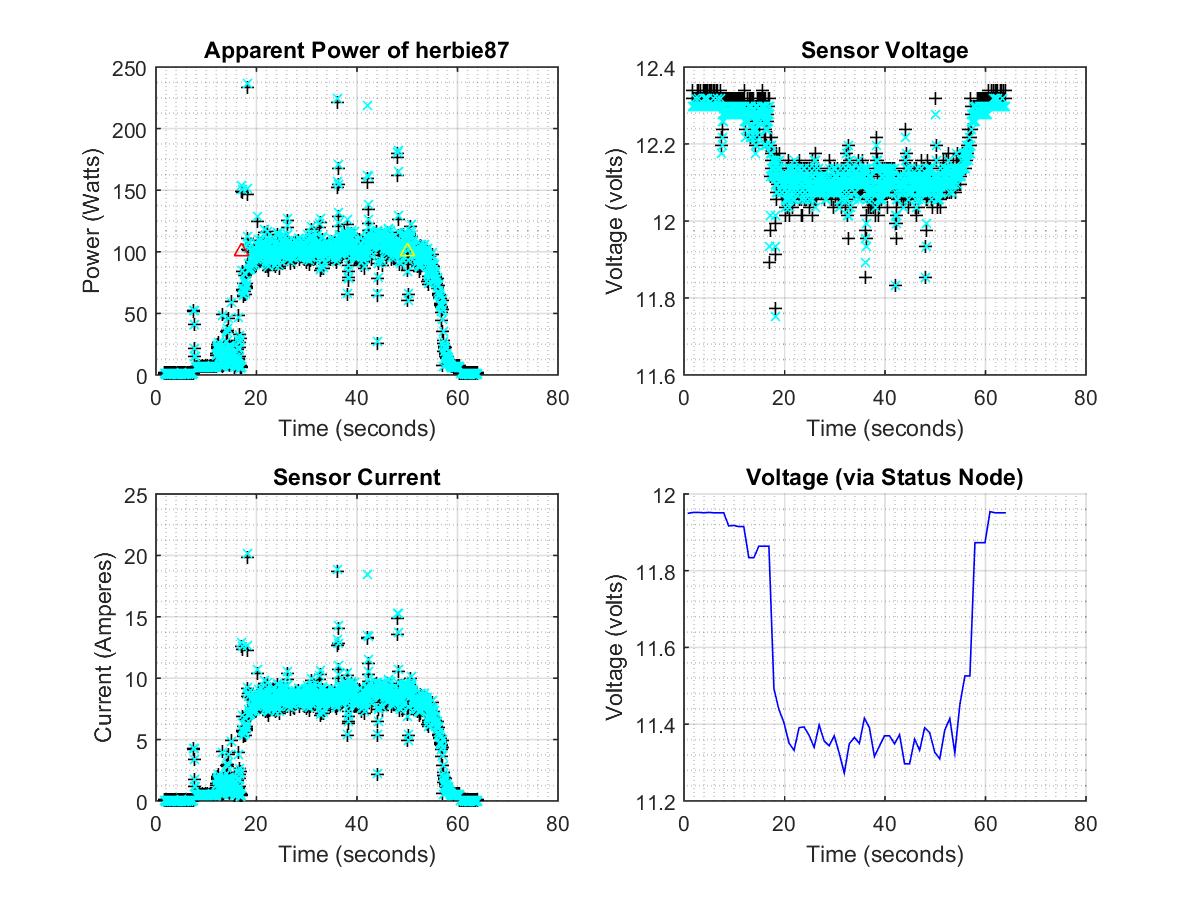 Apparent Power of herbie87
250
200
150
100
50
0
Power (Watts)
0 20 40 60 80
Time (seconds)
Sensor Voltage
12.4
12.2
12
11.8
11.6
Voltage (volts)
0 20 40 60 80
Time (seconds)
Sensor Current
25
20
15
10
5
0
Current (Amperes)
0 20 40 60 80
Time (seconds)
Voltage (via Status Node)
12
11.8
11.6
11.4
11.2
Voltage (volts)
0 20 40 60 80
Time (seconds)